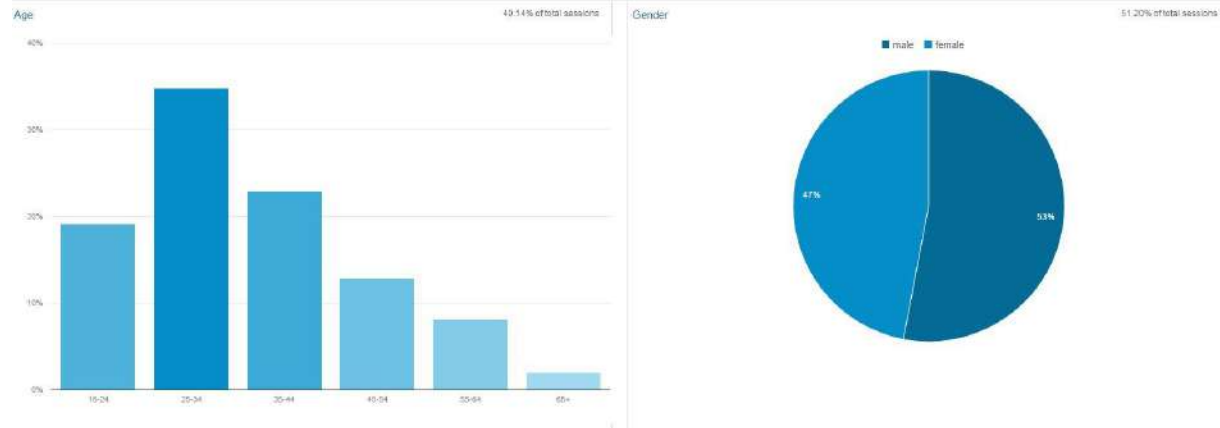 Age
49.14% of total sessions
40%
30%
20%
10%
0%
18-24
25-34
35-44
45-54
55-64
65+
Gender
51.20% of total sessions
male
female
47%
53%